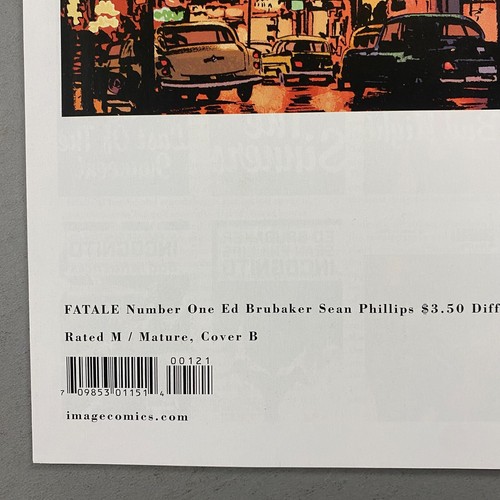 FATALE Number One Ed Brubaker Sean Phillips $3.50 Diff
Rated M / Mature, Cover B
00121
7 09853 01151 4
imagecomics.com